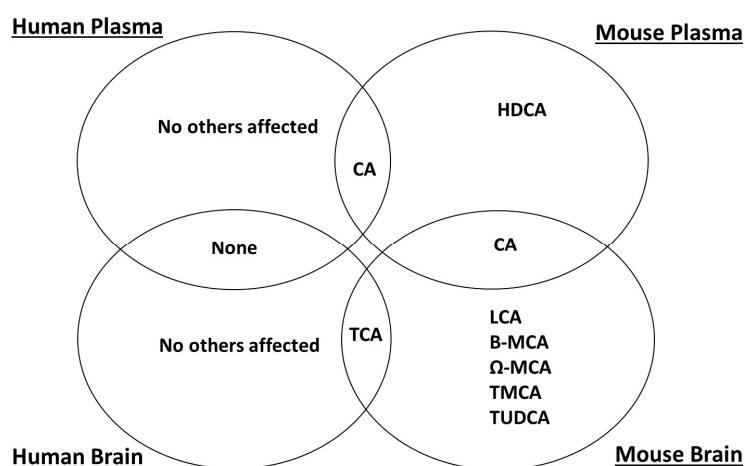 Human Plasma
Mouse Plasma
No others affected
HDCA
CA
None
CA
No others affected
TCA
LCA
B-MCA
Ω-MCA
TMCA
TUDCA
Human Brain
Mouse Brain